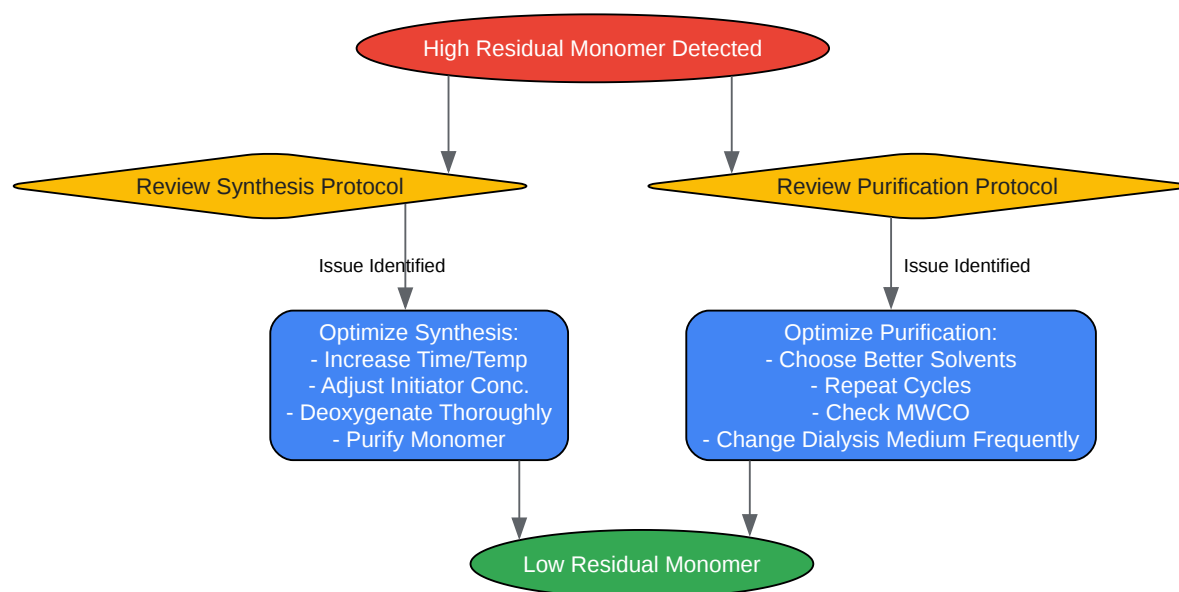 High Residual Monomer Detected
Review Synthesis Protocol
Review Purification Protocol
Issue Identified
Issue Identified
Optimize Synthesis:
- Increase Time/Temp
- Adjust Initiator Conc.
- Deoxygenate Thoroughly
- Purify Monomer
Optimize Purification:
- Choose Better Solvents
- Repeat Cycles
- Check MWCO
- Change Dialysis Medium Frequently
Low Residual Monomer